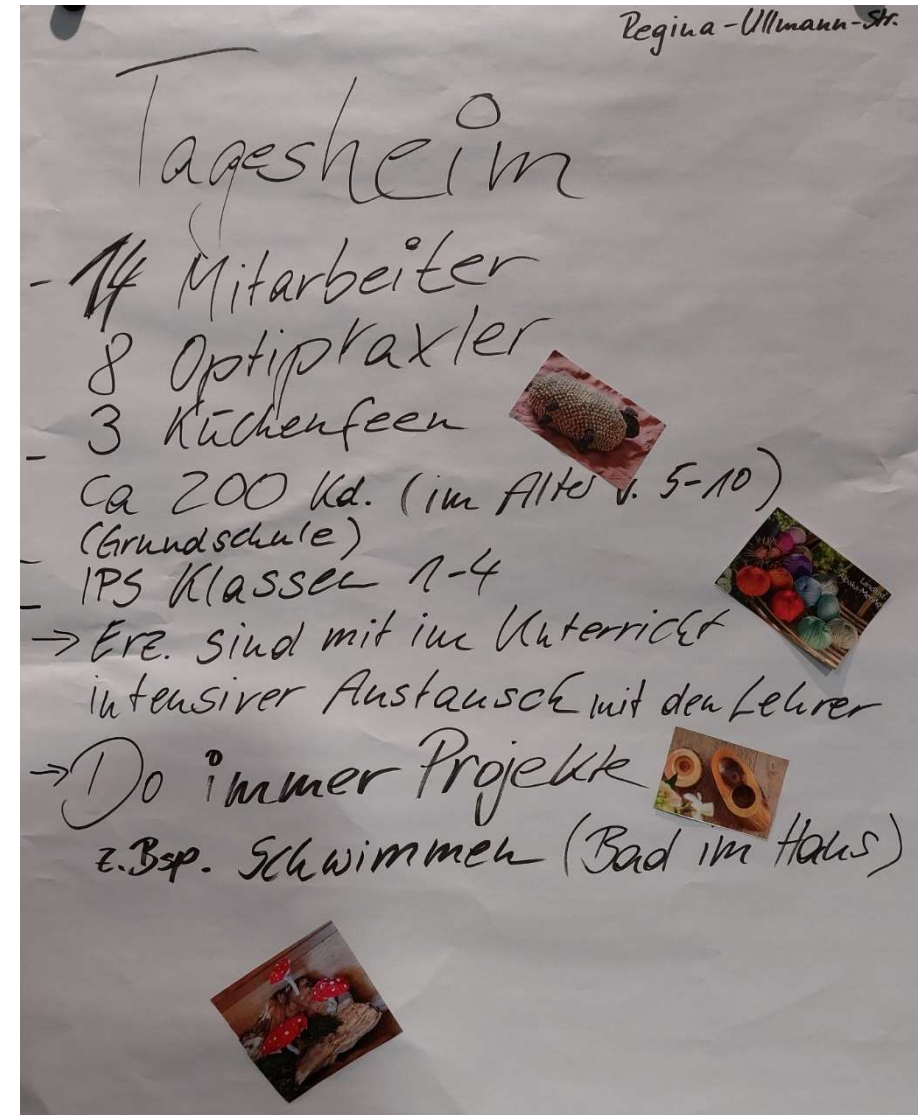 Regina-Ullmann-Str.
Tagesheim
- 14 Mitarbeiter
8 Optipraxler
3 Küchenfeen
- ca 200 Kd. (im Alter v. 5-10)
(Grundschule)
- IPS Klassen 1-4
-
→ Erz. sind mit im Unterricht
intensiver Austausch mit den Lehrer
→ Do immer Projekte
z.Bsp. Schwimmen (Bad im Haus)